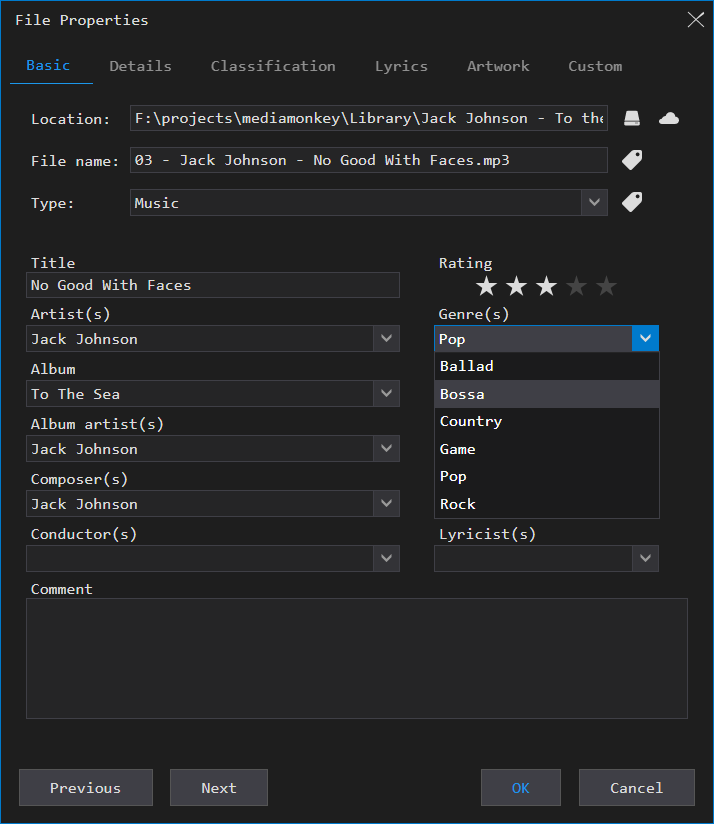 File Properties
Basic Details Classification Lyrics Artwork Custom
Location: F:\projects\mediamonkey\Library\Jack Johnson - To the
File name: 03 - Jack Johnson - No Good With Faces.mp3
Type: Music
Title
No Good With Faces
Rating
Artist(s)
Jack Johnson
Genre(s)
Pop
Ballad
Bossa
Country
Game
Pop
Rock
Album
To The Sea
Album artist(s)
Jack Johnson
Composer(s)
Jack Johnson
Conductor(s)
Lyricist(s)
Comment
Previous Next OK Cancel